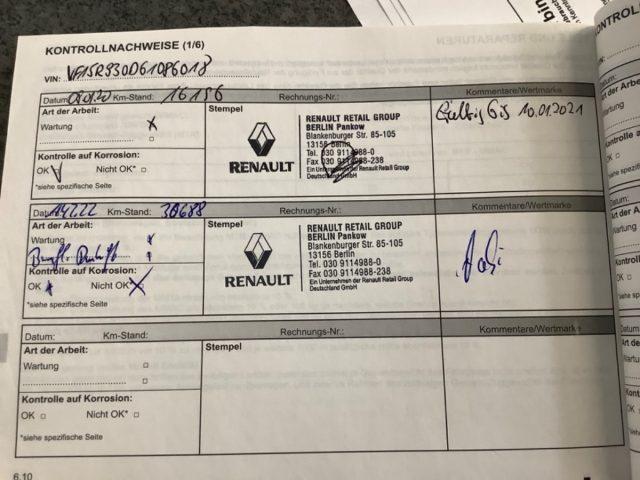 KONTROLLNACHWEISE (1/6)
VIN:
Datum: Km-Stand: 16156 Rechnungs-Nr.: Kommentare/Wertmarke
Art der Arbeit:
Wartung
Kontrolle auf Korrosion:
OK Nicht OK*
*siehe spezifische Seite
Stempel
RENAULT
RENAULT RETAIL GROUP
BERLIN Pankow
Blankenburger Str. 85-105
13156 Berlin
Tel. 030 9114988-0
Fax 030 9114988-238
Ein Unternehmen der Renault Retail Group
Deutschland GmbH
Gültig bis 10.01.2021
Datum: Km-Stand: 30688 Rechnungs-Nr.: Kommentare/Wertmarke
Art der Arbeit:
Wartung
Kontrolle auf Korrosion:
OK Nicht OK*
*siehe spezifische Seite
Stempel
RENAULT
RENAULT RETAIL GROUP
BERLIN Pankow
Blankenburger Str. 85-105
13156 Berlin
Tel. 030 9114988-0
Fax 030 9114988-238
Ein Unternehmen der Renault Retail Group
Deutschland GmbH
Datum: Km-Stand: Rechnungs-Nr.: Kommentare/Wertmarke
Art der Arbeit:
Wartung
Kontrolle auf Korrosion:
OK Nicht OK*
*siehe spezifische Seite
Stempel
6.10